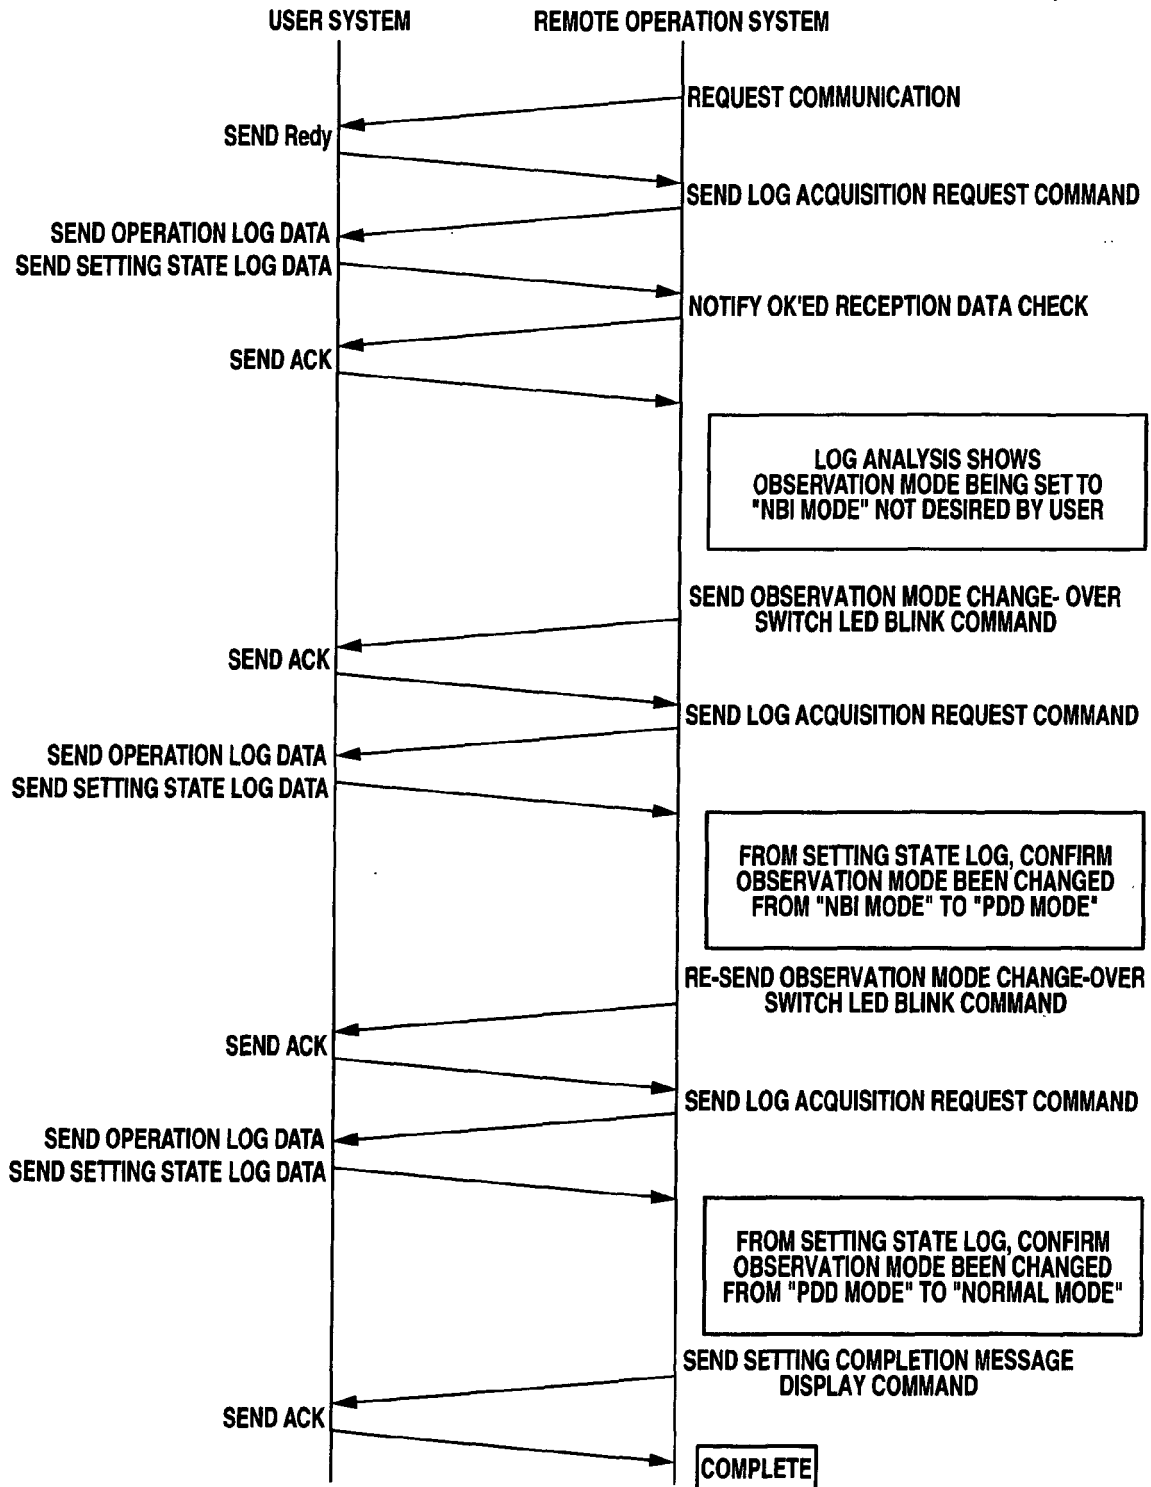 USER SYSTEM
REMOTE OPERATION SYSTEM
REQUEST COMMUNICATION
SEND Redy
SEND LOG ACQUISITION REQUEST COMMAND
SEND OPERATION LOG DATA
SEND SETTING STATE LOG DATA
NOTIFY OK'ED RECEPTION DATA CHECK
SEND ACK
LOG ANALYSIS SHOWS
OBSERVATION MODE BEING SET TO
"NBI MODE" NOT DESIRED BY USER
SEND OBSERVATION MODE CHANGE- OVER
SWITCH LED BLINK COMMAND
SEND ACK
SEND LOG ACQUISITION REQUEST COMMAND
SEND OPERATION LOG DATA
SEND SETTING STATE LOG DATA
FROM SETTING STATE LOG, CONFIRM
OBSERVATION MODE BEEN CHANGED
FROM "NBI MODE" TO "PDD MODE"
RE-SEND OBSERVATION MODE CHANGE-OVER
SWITCH LED BLINK COMMAND
SEND ACK
SEND LOG ACQUISITION REQUEST COMMAND
SEND OPERATION LOG DATA
SEND SETTING STATE LOG DATA
FROM SETTING STATE LOG, CONFIRM
OBSERVATION MODE BEEN CHANGED
FROM "PDD MODE" TO "NORMAL MODE"
SEND SETTING COMPLETION MESSAGE
DISPLAY COMMAND
SEND ACK
COMPLETE